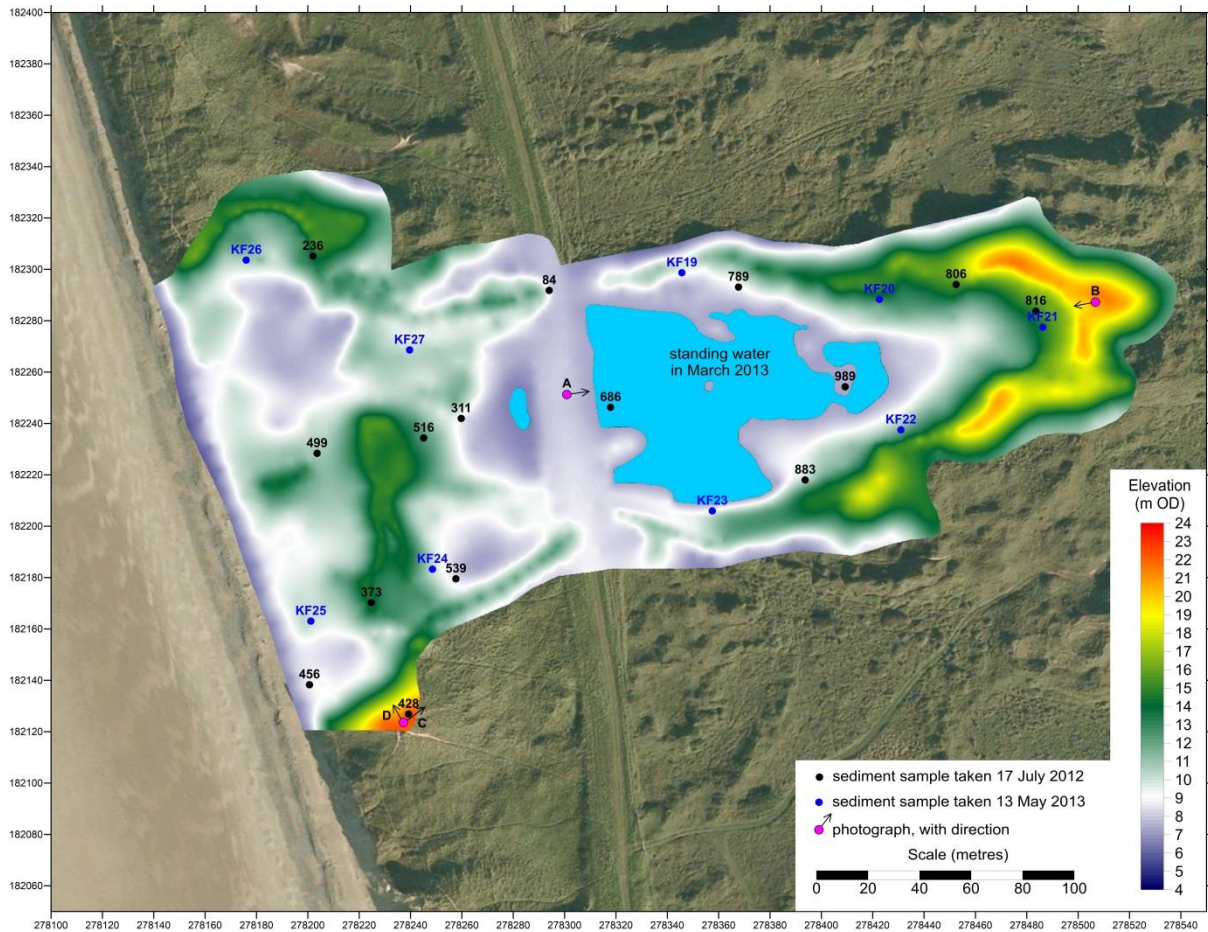 182400
182380
182360
182340
182320
182300
182280
182260
182240
182220
182200
182180
182160
182140
182120
182100
182080
182060
KF26
236
84
KF19
789
KF20
806
816
KF21
B
KF27
standing water
in March 2013
A
686
989
311
516
499
KF22
883
KF23
KF24
539
373
KF25
456
428
D
C
Elevation
(m OD)
24
23
22
21
20
19
18
17
16
15
14
13
12
11
10
9
8
7
6
5
4
sediment sample taken 17 July 2012
sediment sample taken 13 May 2013
photograph, with direction
Scale (metres)
0 20 40 60 80 100
278100 278120 278140 278160 278180 278200 278220 278240 278260 278280 278300 278320 278340 278360 278380 278400 278420 278440 278460 278480 278500 278520 278540